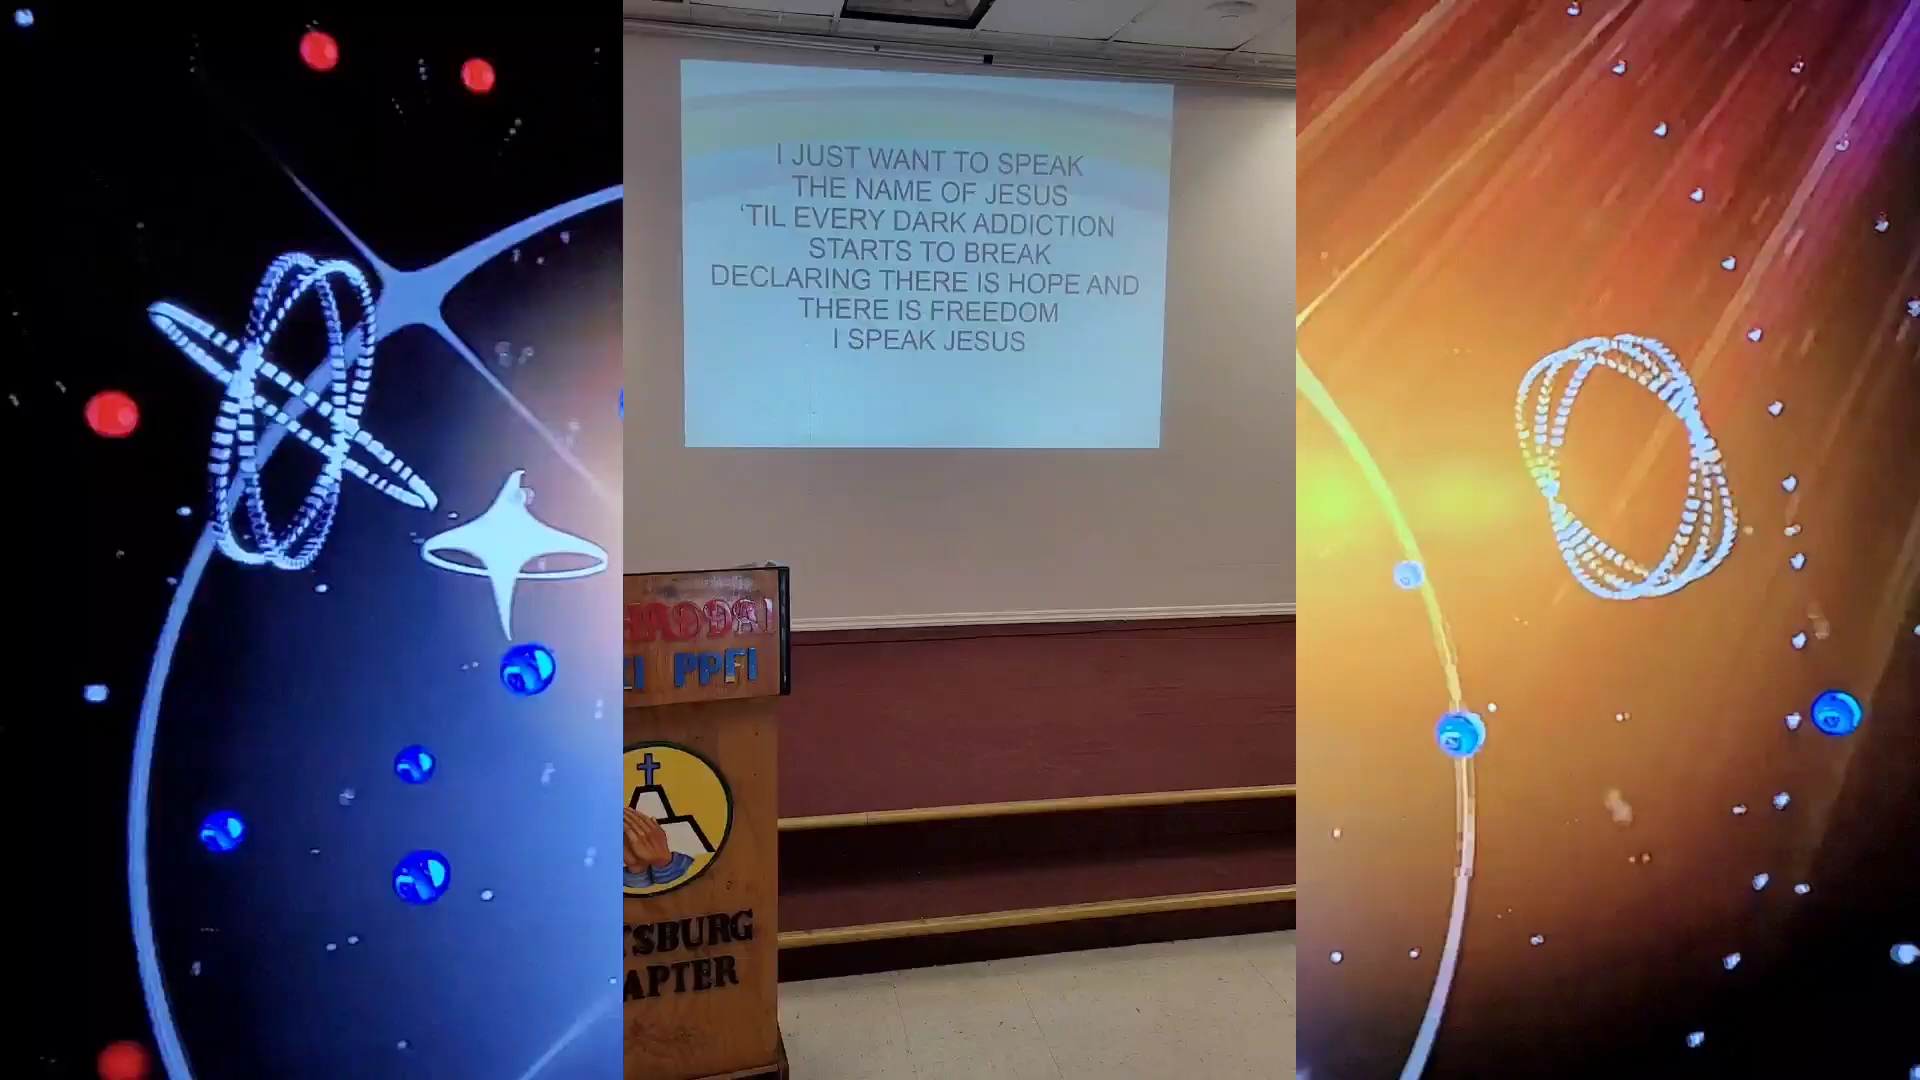 I JUST WANT TO SPEAK
THE NAME OF JESUS
‘TIL EVERY DARK ADDICTION
STARTS TO BREAK
DECLARING THERE IS HOPE AND
THERE IS FREEDOM
I SPEAK JESUS
PPFI
TSBURG
APTER